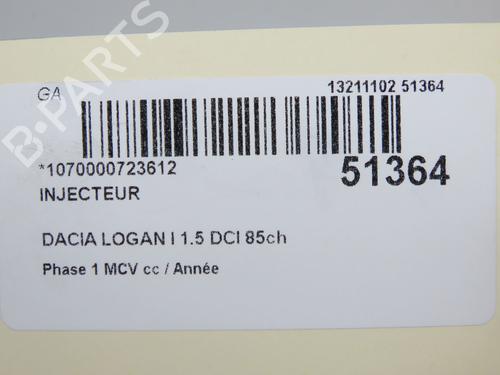 B-PARTS
GA
13211102 51364
*1070000723612
51364
INJECTEUR
DACIA LOGAN I 1.5 DCI 85ch
Phase 1 MCV cc / Année